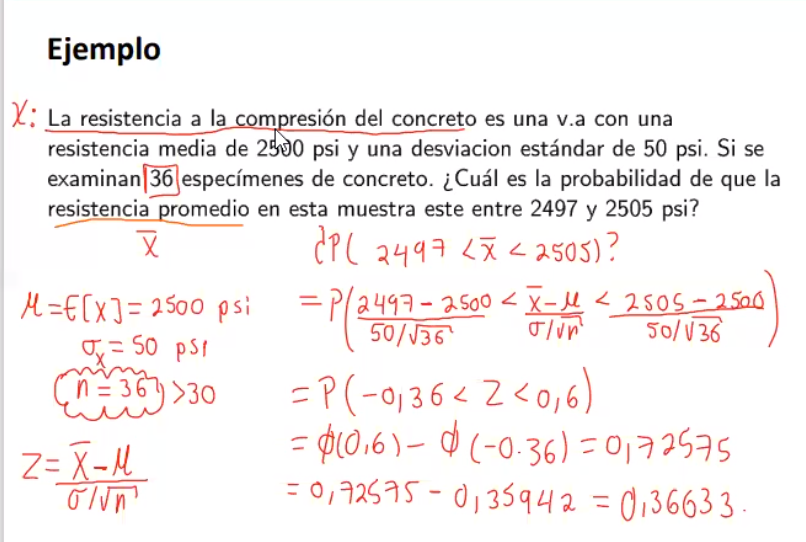 Ejemplo
X: La resistencia a la compresión del concreto es una v.a con una
resistencia media de 2500 psi y una desviacion estándar de 50 psi. Si se
examinan 36 especímenes de concreto. ¿Cuál es la probabilidad de que la
resistencia promedio en esta muestra este entre 2497 y 2505 psi?
X̄
¿P( 2497 < x̄ < 2505)?
μ = E[X] = 2500 psi
σₓ = 50 psi
n = 36 > 30
Z = (X̄ - μ) / (σ/√n)
= P( (2497 - 2500) / (50/√36) < (x̄ - μ) / (σ/√n) < (2505 - 2500) / (50/√36) )
= P(-0,36 < Z < 0,6)
= ϕ(0,6) - ϕ(-0.36) = 0,72575
= 0,72575 - 0,35942 = 0,36633.